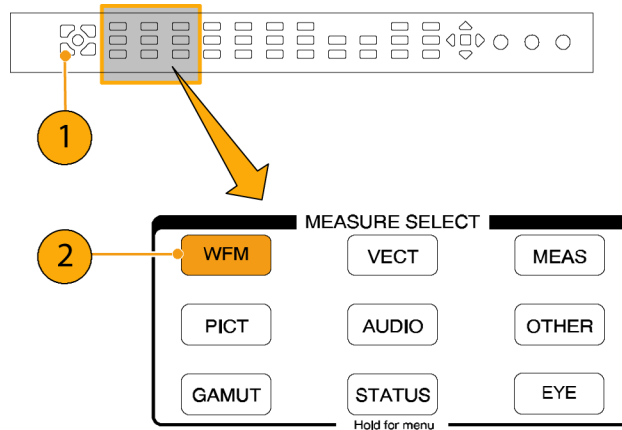 1
MEASURE SELECT
2
WFM VECT MEAS
PICT AUDIO OTHER
GAMUT STATUS EYE
Hold for menu